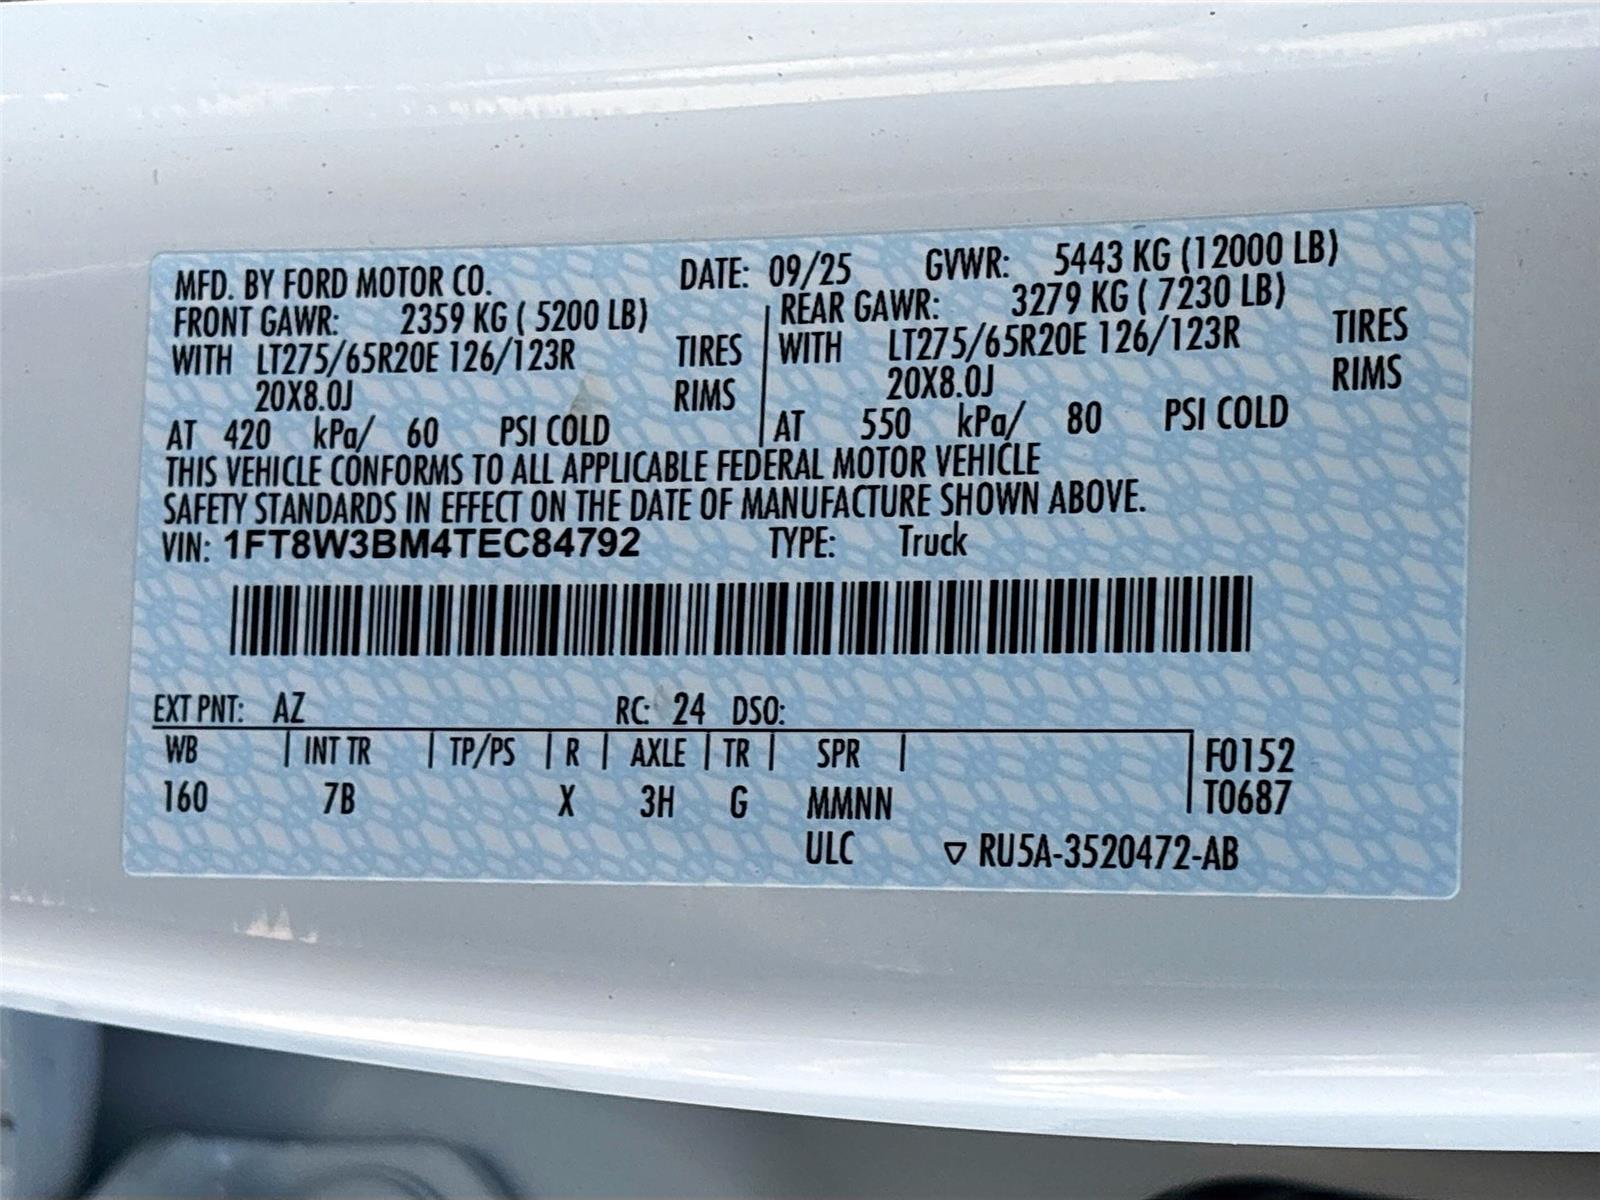 MFD. BY FORD MOTOR CO. DATE: 09/25 GVWR: 5443 KG (12000 LB)
FRONT GAWR: 2359 KG ( 5200 LB) REAR GAWR: 3279 KG ( 7230 LB)
WITH LT275/65R20E 126/123R TIRES WITH LT275/65R20E 126/123R TIRES
20X8.0J RIMS 20X8.0J RIMS
AT 420 kPa/ 60 PSI COLD AT 550 kPa/ 80 PSI COLD
THIS VEHICLE CONFORMS TO ALL APPLICABLE FEDERAL MOTOR VEHICLE
SAFETY STANDARDS IN EFFECT ON THE DATE OF MANUFACTURE SHOWN ABOVE.
VIN: 1FT8W3BM4TEC84792 TYPE: Truck
EXT PNT: AZ RC: 24 DSO:
WB | INT TR | TP/PS | R | AXLE | TR | SPR | F0152
160 7B X 3H G MMNN T0687
ULC ▽ RU5A-3520472-AB